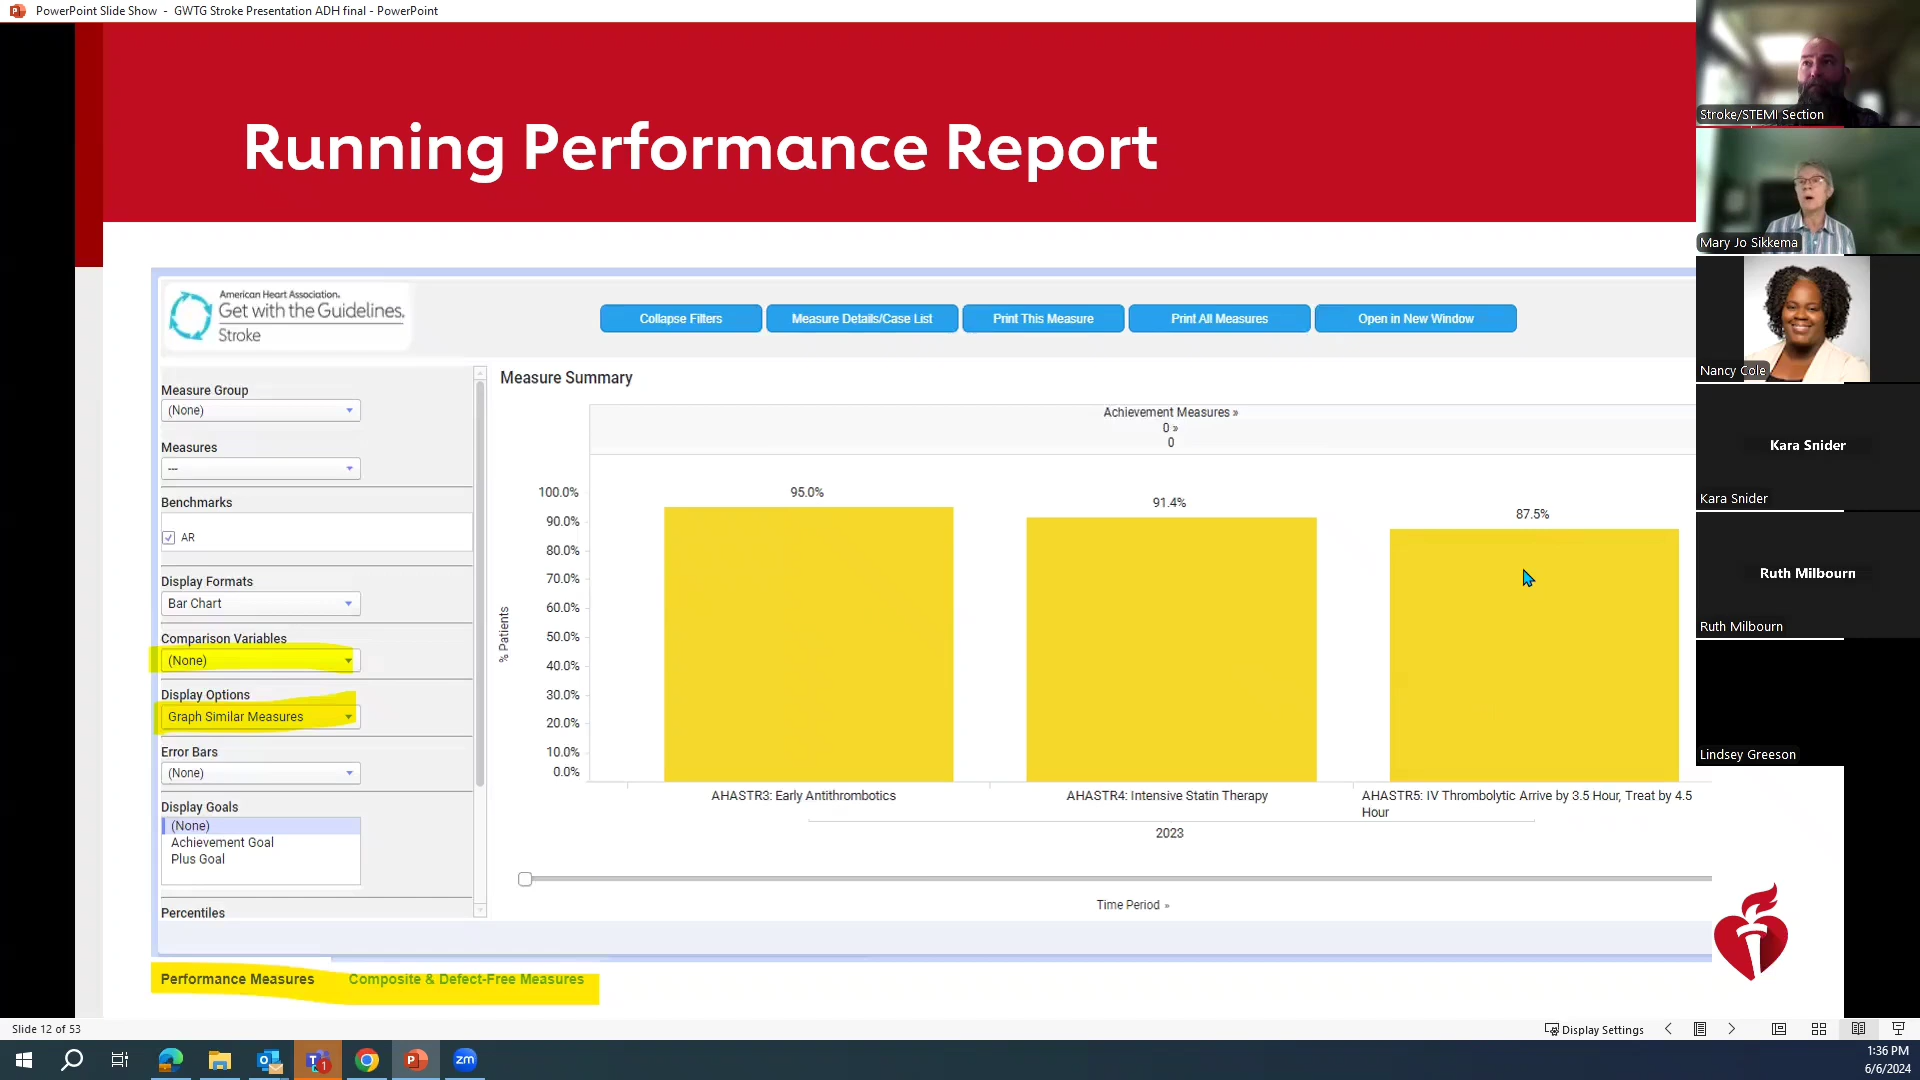 PowerPoint Slide Show - GWTG Stroke Presentation ADH final - PowerPoint
Running Performance Report
American Heart Association.
Get with the Guidelines.
Stroke
Collapse Filters
Measure Details/Case List
Print This Measure
Print All Measures
Open in New Window
Measure Group
(None)
Measures
---
Benchmarks
AR
Display Formats
Bar Chart
Comparison Variables
(None)
Display Options
Graph Similar Measures
Error Bars
(None)
Display Goals
(None)
Achievement Goal
Plus Goal
Percentiles
Measure Summary
Achievement Measures »
0 »
0
% Patients
100.0%
90.0%
80.0%
70.0%
60.0%
50.0%
40.0%
30.0%
20.0%
10.0%
0.0%
95.0%
91.4%
87.5%
AHASTR3: Early Antithrombotics
AHASTR4: Intensive Statin Therapy
AHASTR5: IV Thrombolytic Arrive by 3.5 Hour, Treat by 4.5
Hour
2023
Time Period »
Performance Measures
Composite & Defect-Free Measures
Stroke/STEMI Section
Mary Jo Sikkema
Nancy Cole
Kara Snider
Kara Snider
Ruth Milbourn
Ruth Milbourn
Lindsey Greeson
Slide 12 of 53
Display Settings
1
zm
1:36 PM
6/6/2024